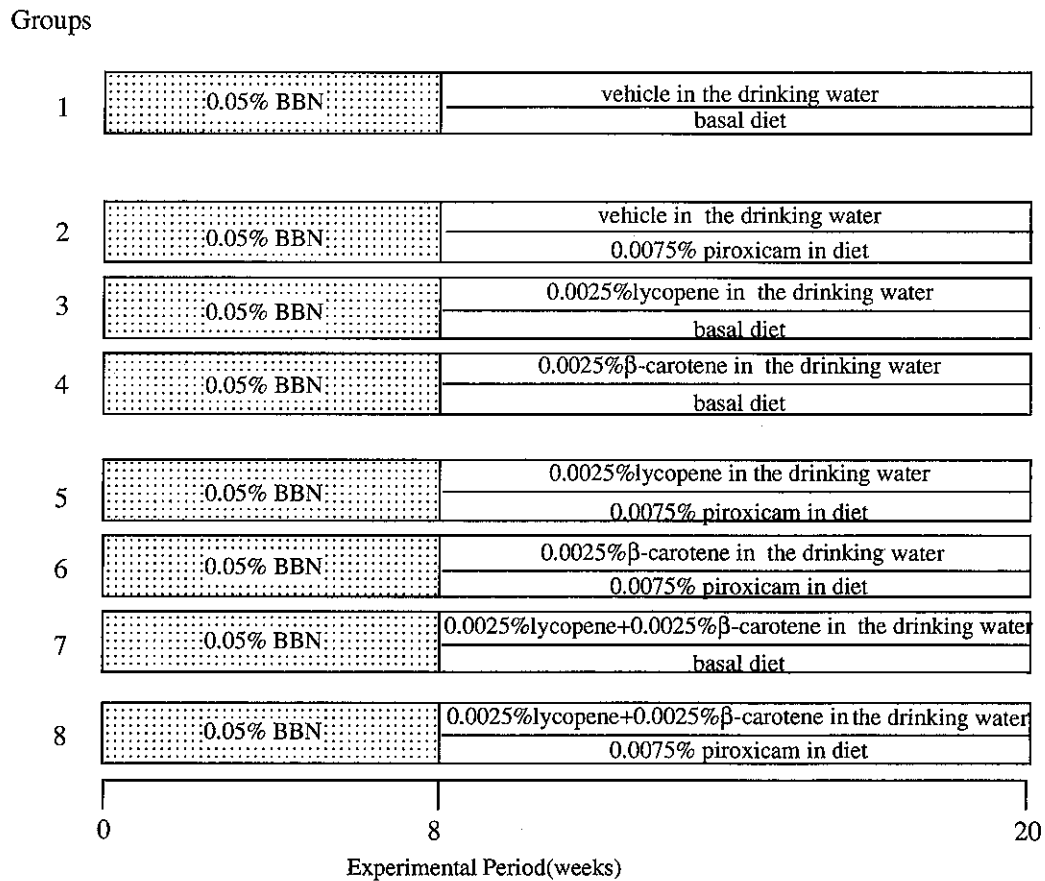 Groups
1
0.05% BBN
vehicle in the drinking water
basal diet
2
0.05% BBN
vehicle in the drinking water
0.0075% piroxicam in diet
3
0.05% BBN
0.0025%lycopene in the drinking water
basal diet
4
0.05% BBN
0.0025%β-carotene in the drinking water
basal diet
5
0.05% BBN
0.0025%lycopene in the drinking water
0.0075% piroxicam in diet
6
0.05% BBN
0.0025%β-carotene in the drinking water
0.0075% piroxicam in diet
7
0.05% BBN
0.0025%lycopene+0.0025%β-carotene in the drinking water
basal diet
8
0.05% BBN
0.0025%lycopene+0.0025%β-carotene in the drinking water
0.0075% piroxicam in diet
0 8 20
Experimental Period(weeks)